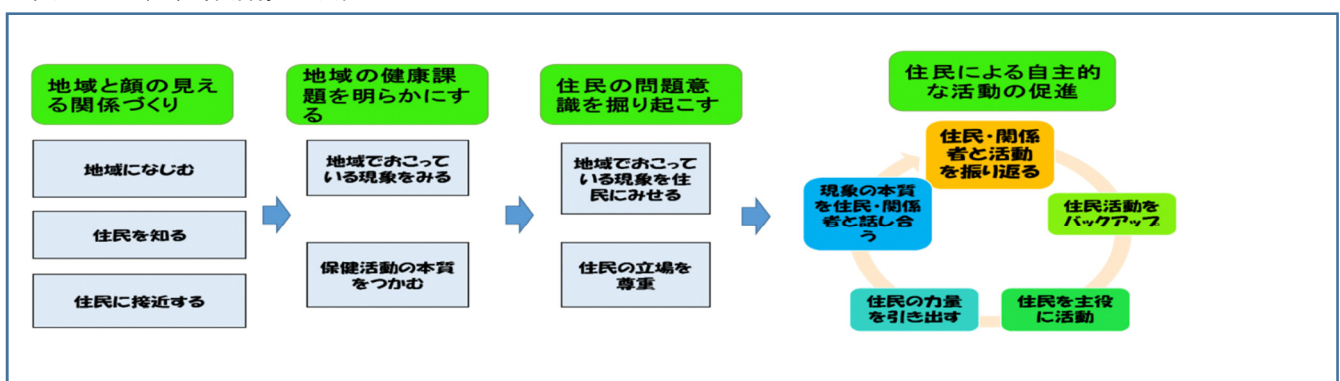 地域と顔の見え
る関係づくり
地域になじむ
住民を知る
住民に接近する
地域の健康課
題を明らかにす
る
地域でおこって
いる現象をみる
保健活動の本質
をつかむ
住民の問題意
識を掘り起こす
地域でおこって
いる現象を住
民にみせる
住民の立場を
尊重
住民による自主的
な活動の促進
住民・関係
者と活動
を振り返る
住民活動を
バックアップ
住民を主役
に活動
住民の力量
を引き出す
現象の本質
を住民・関係
者と話し合
う